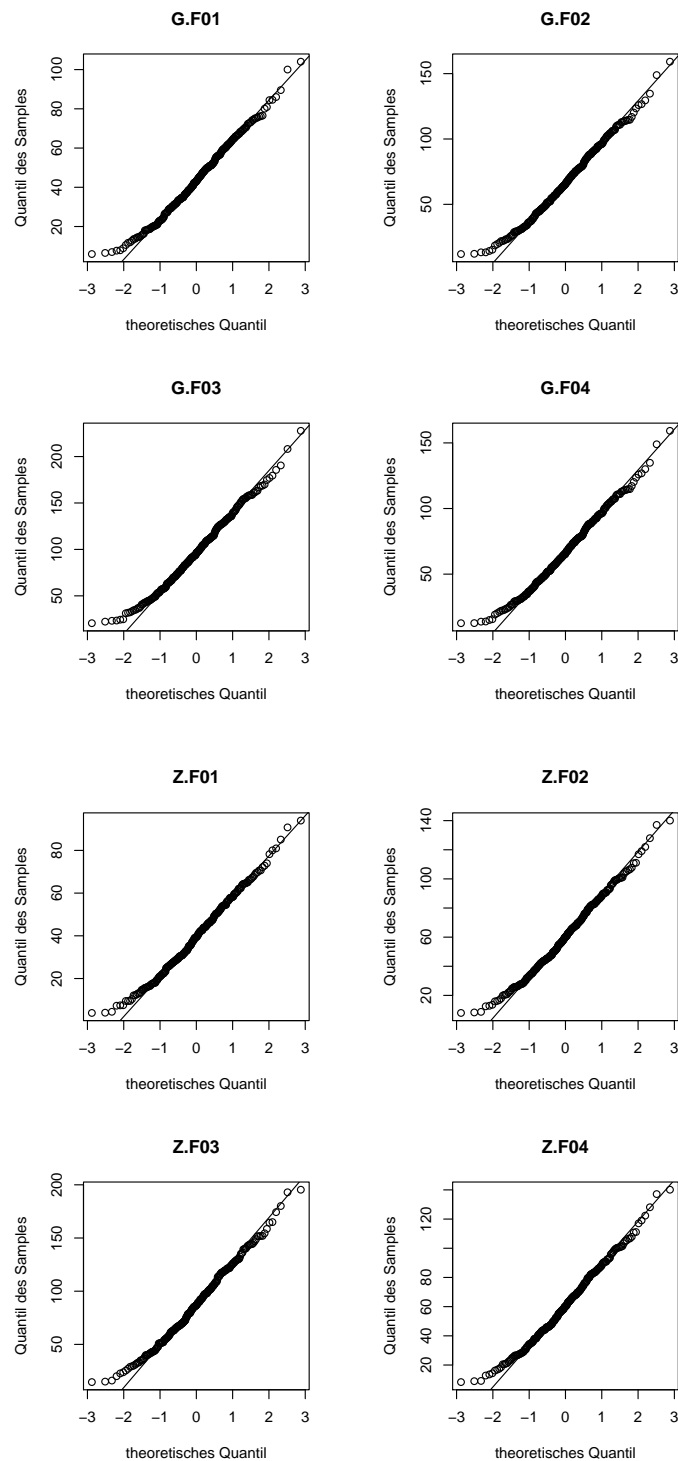 G.F01
Quantil des Samples
20 40 60 80 100
−3 −2 −1 0 1 2 3
theoretisches Quantil
G.F02
Quantil des Samples
50 100 150
−3 −2 −1 0 1 2 3
theoretisches Quantil
G.F03
Quantil des Samples
50 100 150 200
−3 −2 −1 0 1 2 3
theoretisches Quantil
G.F04
Quantil des Samples
50 100 150
−3 −2 −1 0 1 2 3
theoretisches Quantil
Z.F01
Quantil des Samples
20 40 60 80
−3 −2 −1 0 1 2 3
theoretisches Quantil
Z.F02
Quantil des Samples
20 60 100 140
−3 −2 −1 0 1 2 3
theoretisches Quantil
Z.F03
Quantil des Samples
50 100 150 200
−3 −2 −1 0 1 2 3
theoretisches Quantil
Z.F04
Quantil des Samples
20 40 60 80 120
−3 −2 −1 0 1 2 3
theoretisches Quantil